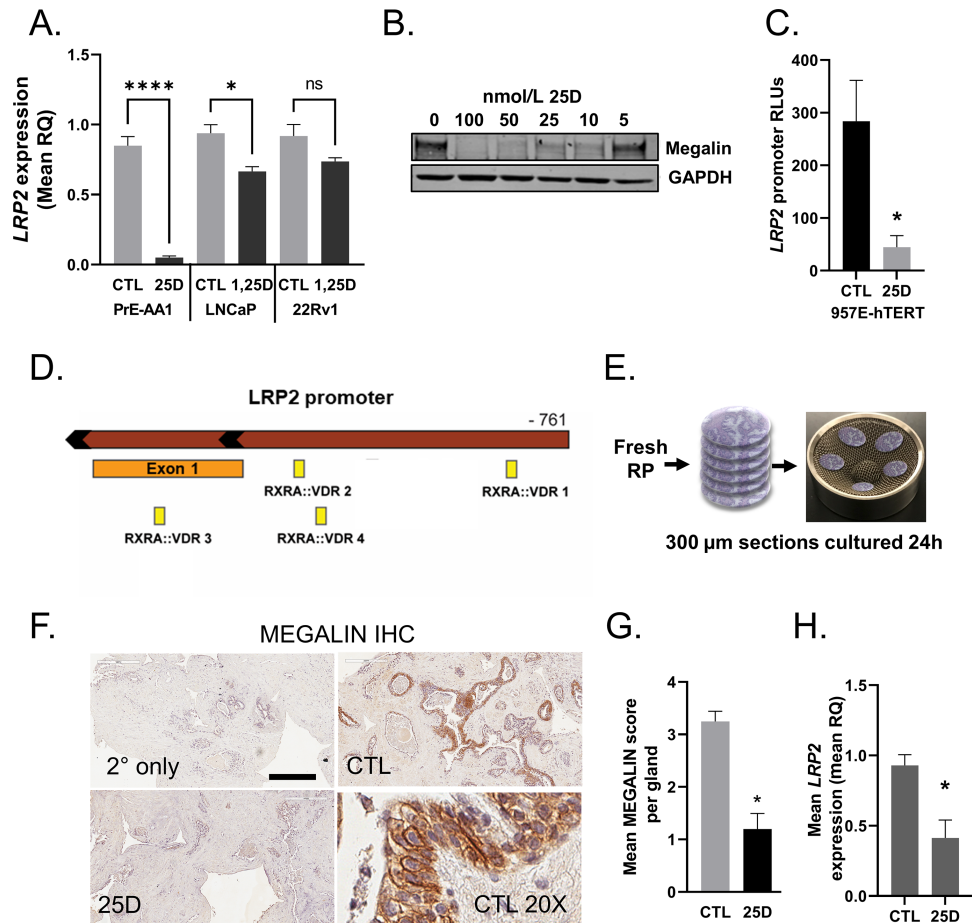 A.
LRP2 expression
(Mean RQ)
1.5
1.0
0.5
0.0
**** * ns
CTL 25D CTL 1,25D CTL 1,25D
PrE-AA1 LNCaP 22Rv1
B.
nmol/L 25D
0 100 50 25 10 5
Megalin
GAPDH
C.
LRP2 promoter RLUs
400
300
200
100
0
*
CTL 25D
957E-hTERT
D.
LRP2 promoter
- 761
Exon 1
RXRA::VDR 2 RXRA::VDR 1
RXRA::VDR 3 RXRA::VDR 4
E.
Fresh
RP
300 µm sections cultured 24h
F.
MEGALIN IHC
2° only
CTL
25D
CTL 20X
G.
Mean MEGALIN score
per gland
4
3
2
1
0
*
CTL 25D
H.
Mean LRP2
expression (mean RQ)
1.5
1.0
0.5
0.0
*
CTL 25D